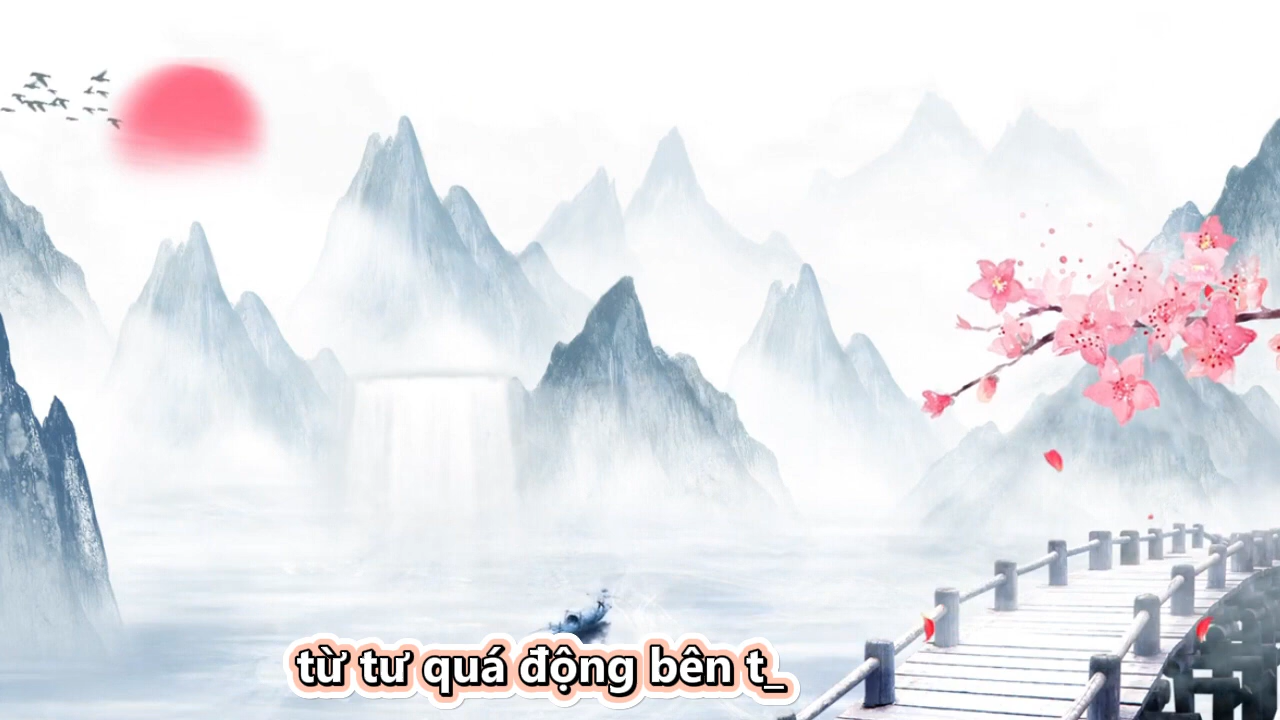 từ tư quá động bên t_